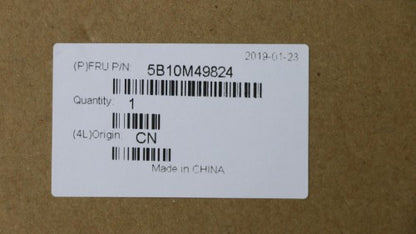 2019-01-23
(P)FRU P/N: 5B10M49824
Quantity: 1
(4L)Origin: CN
Made in CHINA